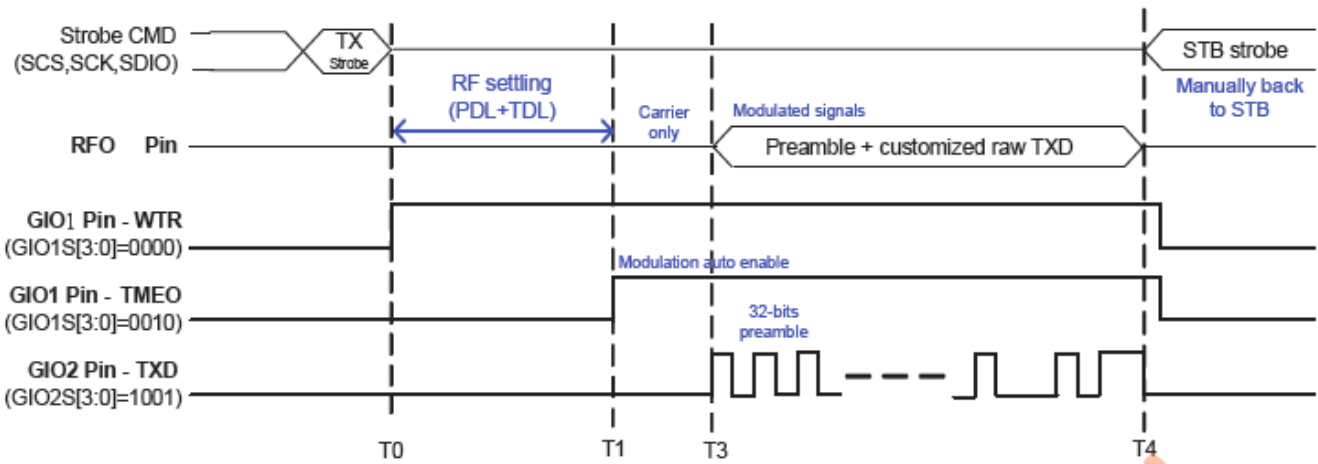 Strobe CMD
(SCS,SCK,SDIO)
TX
Strobe
STB strobe
RF settling
(PDL+TDL)
Carrier
only
Modulated signals
Manually back
to STB
RFO Pin
Preamble + customized raw TXD
GIO1 Pin - WTR
(GIO1S[3:0]=0000)
Modulation auto enable
GIO1 Pin - TMEO
(GIO1S[3:0]=0010)
32-bits
preamble
GIO2 Pin - TXD
(GIO2S[3:0]=1001)
T0 T1 T3 T4